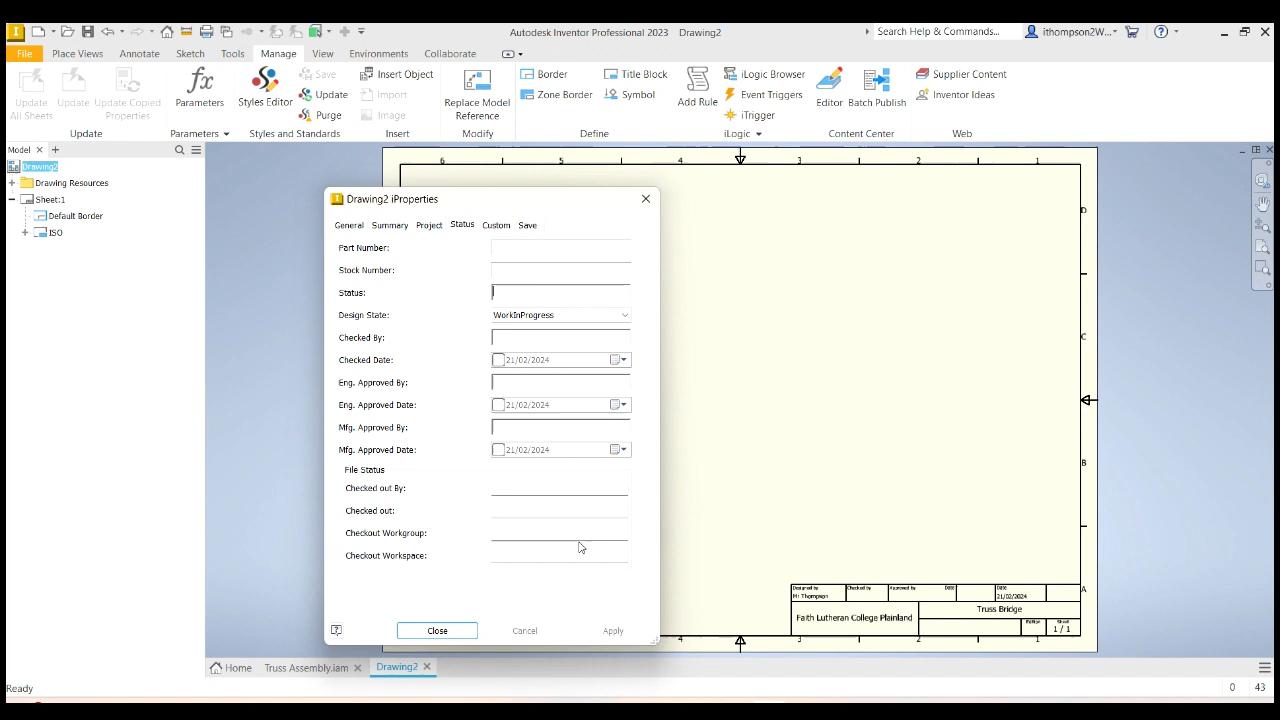 Autodesk Inventor Professional 2023 Drawing2
Search Help & Commands...
ithompson2W...
File Place Views Annotate Sketch Tools Manage View Environments Collaborate
Update All Sheets
Update
Update Copied Properties
Update
Parameters
Parameters
Styles Editor
Save
Update
Purge
Styles and Standards
Insert Object
Import
Image
Insert
Replace Model Reference
Modify
Border
Zone Border
Title Block
Symbol
Define
Add Rule
iLogic Browser
Event Triggers
iTrigger
iLogic
Editor
Batch Publish
Content Center
Supplier Content
Inventor Ideas
Web
Model
Drawing2
Drawing Resources
Sheet:1
Default Border
ISO
6 5 4 3 2 1
D
C
B
A
4 3 2 1
Drawing2 iProperties
General Summary Project Status Custom Save
Part Number:
Stock Number:
Status:
Design State: WorkInProgress
Checked By:
Checked Date: 21/02/2024
Eng. Approved By:
Eng. Approved Date: 21/02/2024
Mfg. Approved By:
Mfg. Approved Date: 21/02/2024
File Status
Checked out By:
Checked out:
Checkout Workgroup:
Checkout Workspace:
Close Cancel Apply
Designed by
Mr Thompson
Checked by
Approved by
Date
Date
21/02/2024
Faith Lutheran College Plainland
Truss Bridge
Edition
Sheet
1 / 1
Home Truss Assembly.iam Drawing2
Ready
0 43